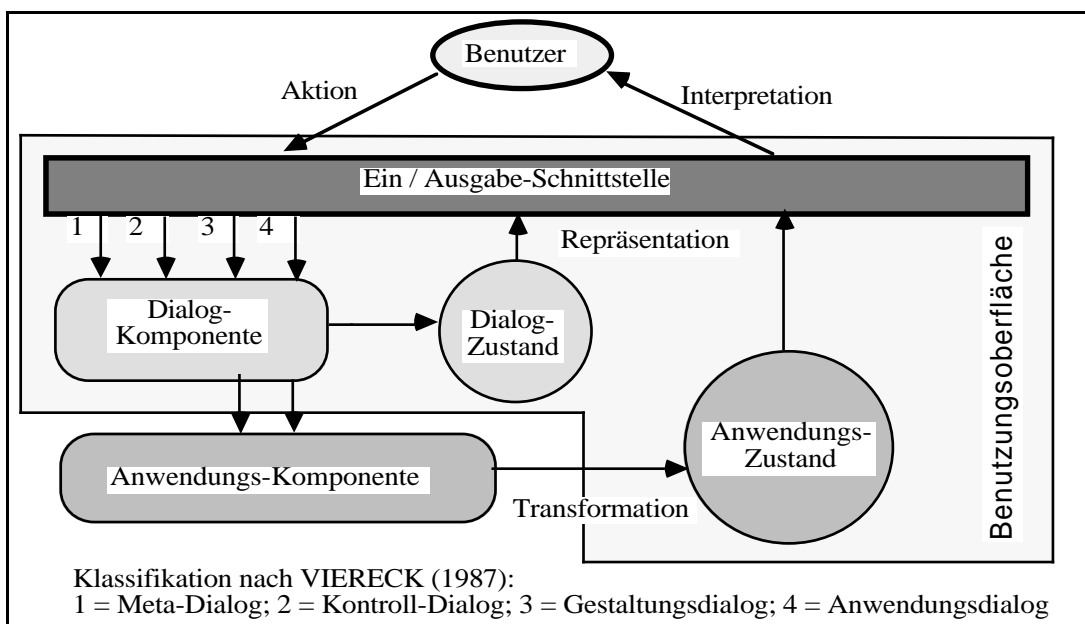 Benutzer
Aktion
Interpretation
Ein / Ausgabe-Schnittstelle
1 2 3 4
Repräsentation
Dialog-
Komponente
Dialog-
Zustand
Benutzungsoberfläche
Anwendungs-
Zustand
Anwendungs-Komponente
Transformation
Klassifikation nach VIERECK (1987):
1 = Meta-Dialog; 2 = Kontroll-Dialog; 3 = Gestaltungsdialog; 4 = Anwendungsdialog